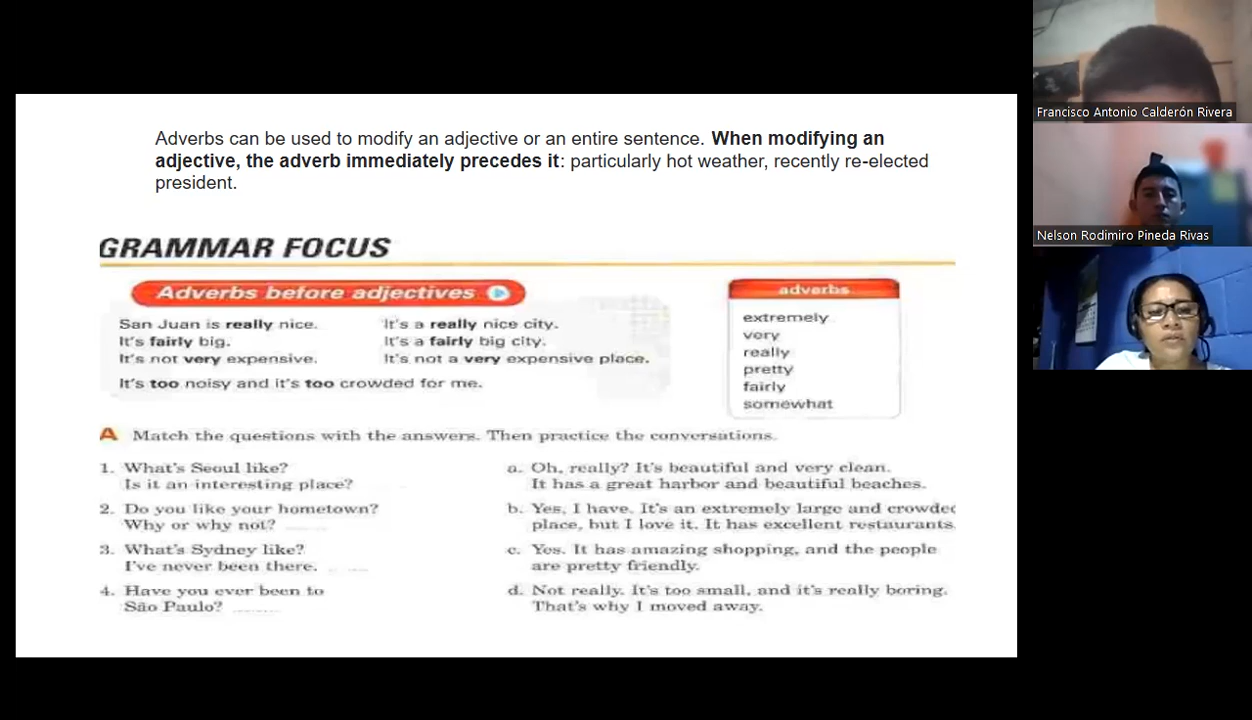 Adverbs can be used to modify an adjective or an entire sentence. When modifying an
adjective, the adverb immediately precedes it: particularly hot weather, recently re-elected
president.
GRAMMAR FOCUS
Adverbs before adjectives
San Juan is really nice. It's a really nice city.
It's fairly big. It's a fairly big city.
It's not very expensive. It's not a very expensive place.
It's too noisy and it's too crowded for me.
adverbs
extremely
very
really
pretty
fairly
somewhat
A Match the questions with the answers. Then practice the conversations.
1. What's Seoul like?
Is it an interesting place?
2. Do you like your hometown?
Why or why not?
3. What's Sydney like?
I've never been there.
4. Have you ever been to
São Paulo?
a. Oh, really? It's beautiful and very clean.
It has a great harbor and beautiful beaches.
b. Yes, I have. It's an extremely large and crowded
place, but I love it. It has excellent restaurants.
c. Yes. It has amazing shopping, and the people
are pretty friendly.
d. Not really. It's too small, and it's really boring.
That's why I moved away.
Francisco Antonio Calderón Rivera
Nelson Rodimiro Pineda Rivas